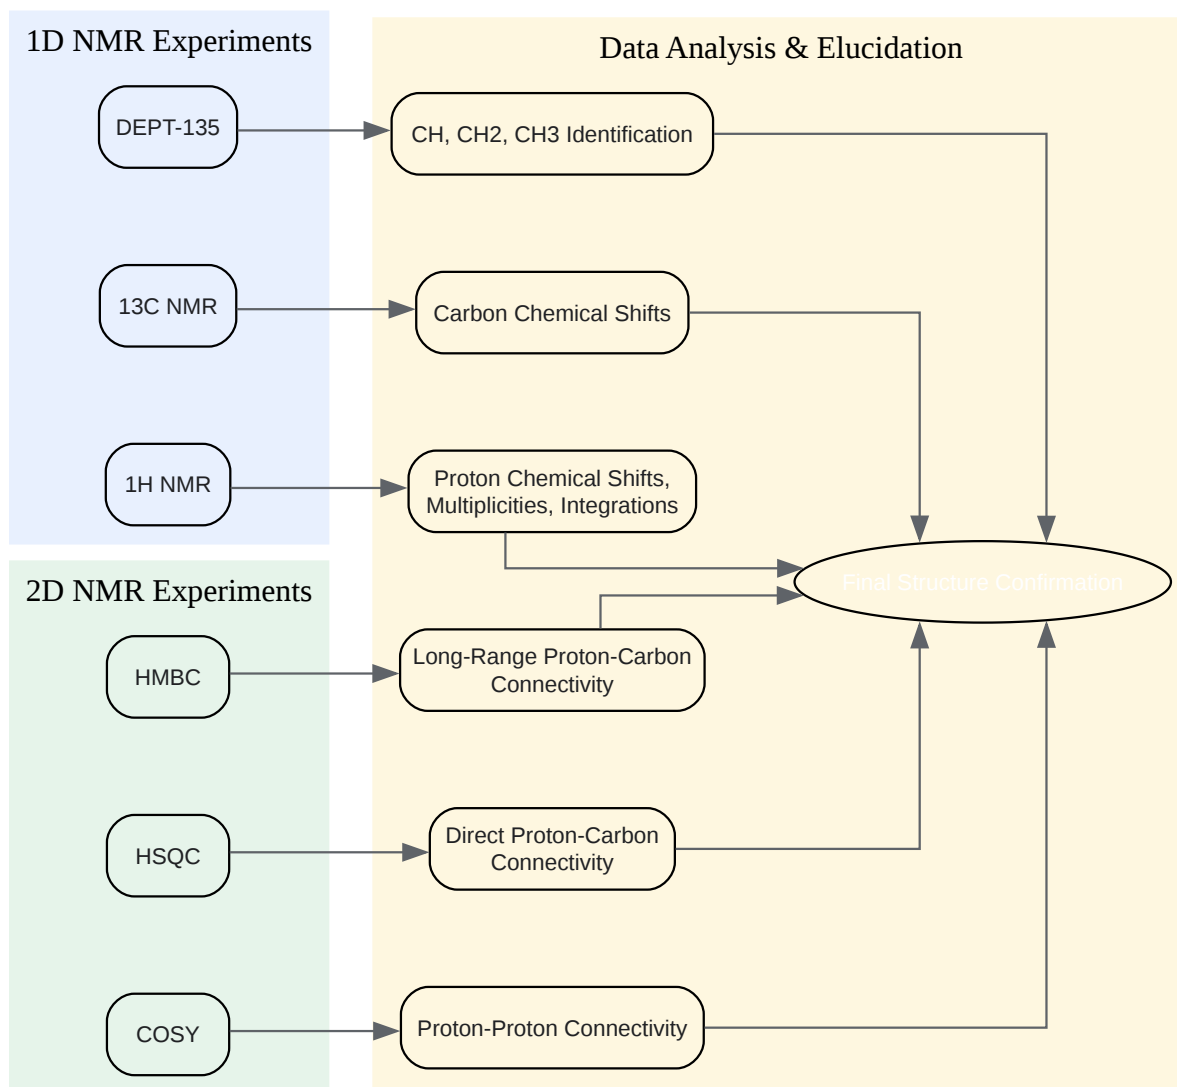 1D NMR Experiments
Data Analysis & Elucidation
DEPT-135
CH, CH2, CH3 Identification
13C NMR
Carbon Chemical Shifts
1H NMR
Proton Chemical Shifts,
Multiplicities, Integrations
Final Structure Confirmation
2D NMR Experiments
HMBC
Long-Range Proton-Carbon
Connectivity
HSQC
Direct Proton-Carbon
Connectivity
COSY
Proton-Proton Connectivity